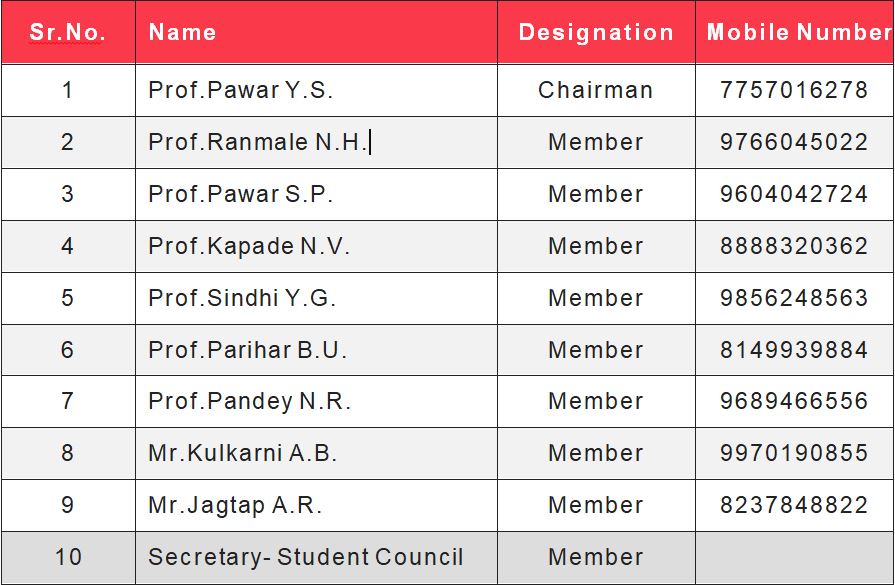 Sr.No. Name Designation Mobile Number
1 Prof.Pawar Y.S. Chairman 7757016278
2 Prof.Ranmale N.H. Member 9766045022
3 Prof.Pawar S.P. Member 9604042724
4 Prof.Kapade N.V. Member 8888320362
5 Prof.Sindhi Y.G. Member 9856248563
6 Prof.Parihar B.U. Member 8149939884
7 Prof.Pandey N.R. Member 9689466556
8 Mr.Kulkarni A.B. Member 9970190855
9 Mr.Jagtap A.R. Member 8237848822
10 Secretary- Student Council Member